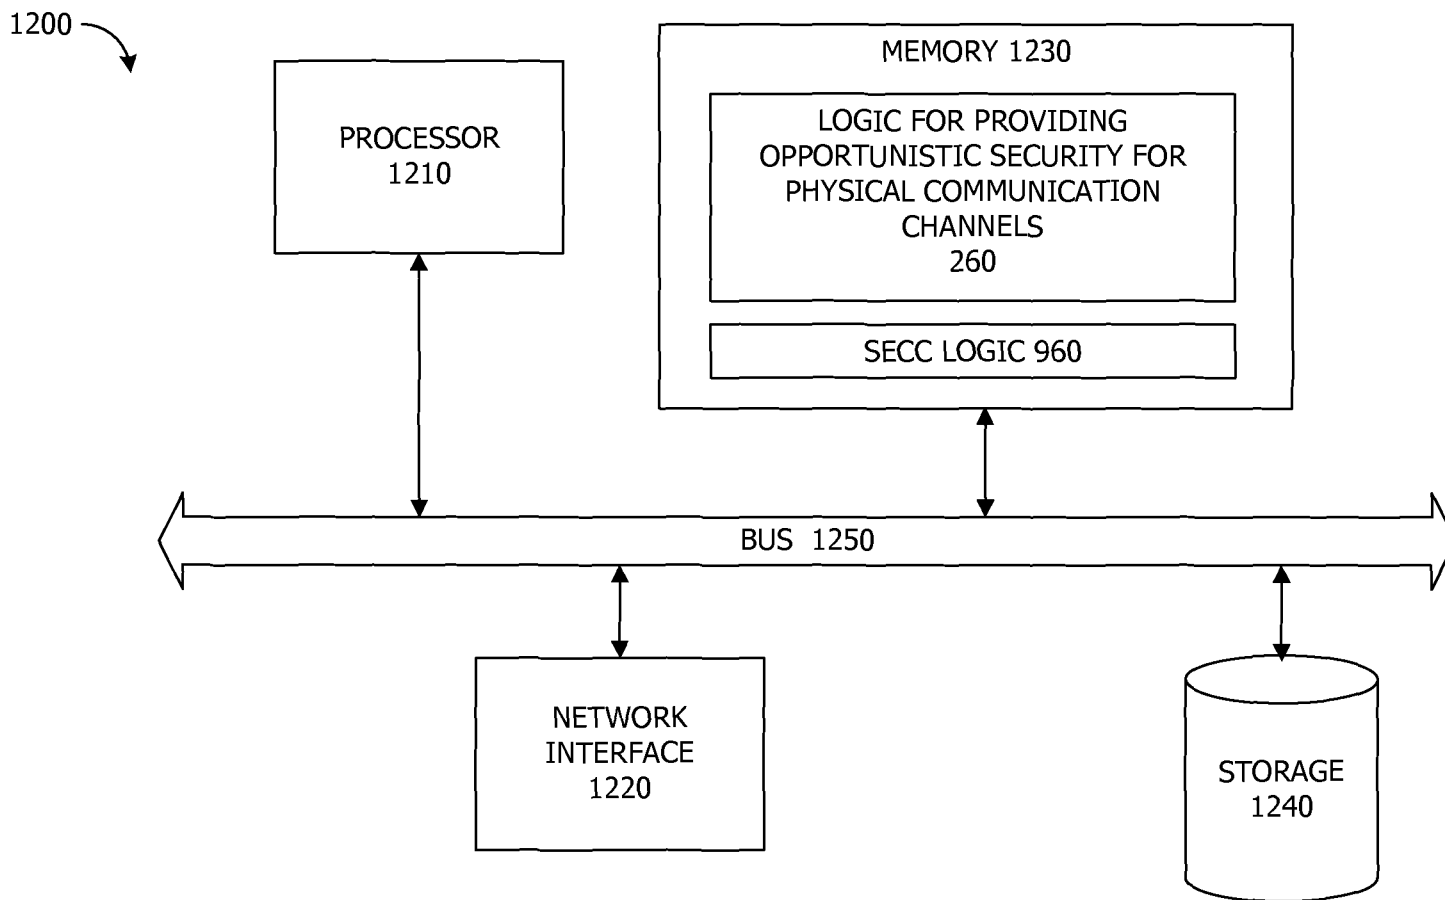 1200
MEMORY 1230
PROCESSOR
1210
LOGIC FOR PROVIDING
OPPORTUNISTIC SECURITY FOR
PHYSICAL COMMUNICATION
CHANNELS
260
SECC LOGIC 960
BUS 1250
NETWORK
INTERFACE
1220
STORAGE
1240